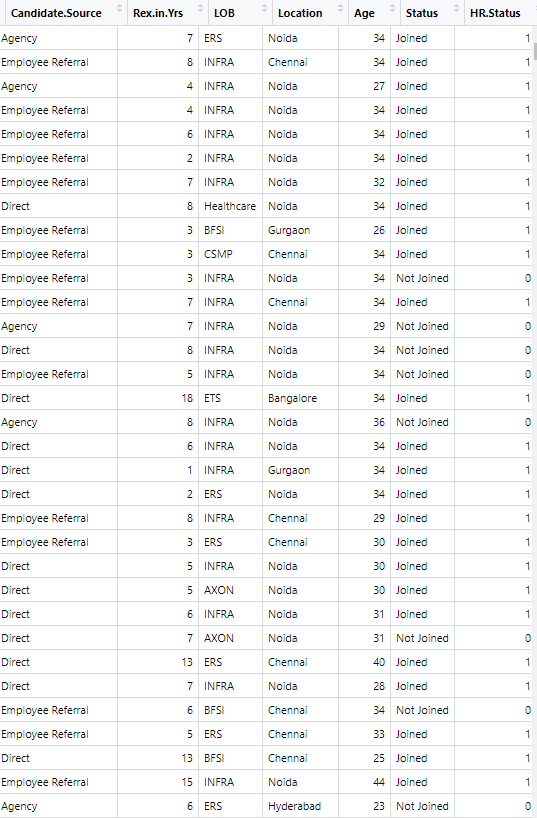 Candidate.Source Rex.in.Yrs LOB Location Age Status HR.Status
Agency 7 ERS Noida 34 Joined 1
Employee Referral 8 INFRA Chennai 34 Joined 1
Agency 4 INFRA Noida 27 Joined 1
Employee Referral 4 INFRA Noida 34 Joined 1
Employee Referral 6 INFRA Noida 34 Joined 1
Employee Referral 2 INFRA Noida 34 Joined 1
Employee Referral 7 INFRA Noida 32 Joined 1
Direct 8 Healthcare Noida 34 Joined 1
Employee Referral 3 BFSI Gurgaon 26 Joined 1
Employee Referral 3 CSMP Chennai 34 Joined 1
Employee Referral 3 INFRA Noida 34 Not Joined 0
Employee Referral 7 INFRA Chennai 34 Joined 1
Agency 7 INFRA Noida 29 Not Joined 0
Direct 8 INFRA Noida 34 Not Joined 0
Employee Referral 5 INFRA Noida 34 Not Joined 0
Direct 18 ETS Bangalore 34 Joined 1
Agency 8 INFRA Noida 36 Not Joined 0
Direct 6 INFRA Noida 34 Joined 1
Direct 1 INFRA Gurgaon 34 Joined 1
Direct 2 ERS Noida 34 Joined 1
Employee Referral 8 INFRA Chennai 29 Joined 1
Employee Referral 3 ERS Chennai 30 Joined 1
Direct 5 INFRA Noida 30 Joined 1
Direct 5 AXON Noida 30 Joined 1
Direct 6 INFRA Noida 31 Joined 1
Direct 7 AXON Noida 31 Not Joined 0
Direct 13 ERS Chennai 40 Joined 1
Direct 7 INFRA Noida 28 Joined 1
Employee Referral 6 BFSI Chennai 34 Not Joined 0
Employee Referral 5 ERS Chennai 33 Joined 1
Direct 13 BFSI Chennai 25 Joined 1
Employee Referral 15 INFRA Noida 44 Joined 1
Agency 6 ERS Hyderabad 23 Not Joined 0